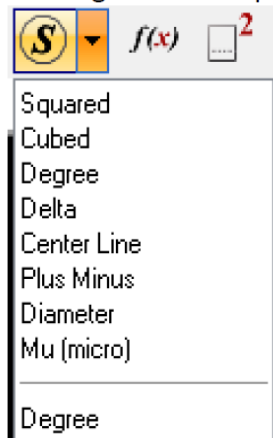 S f(x) 2
Squared
Cubed
Degree
Delta
Center Line
Plus Minus
Diameter
Mu (micro)
Degree